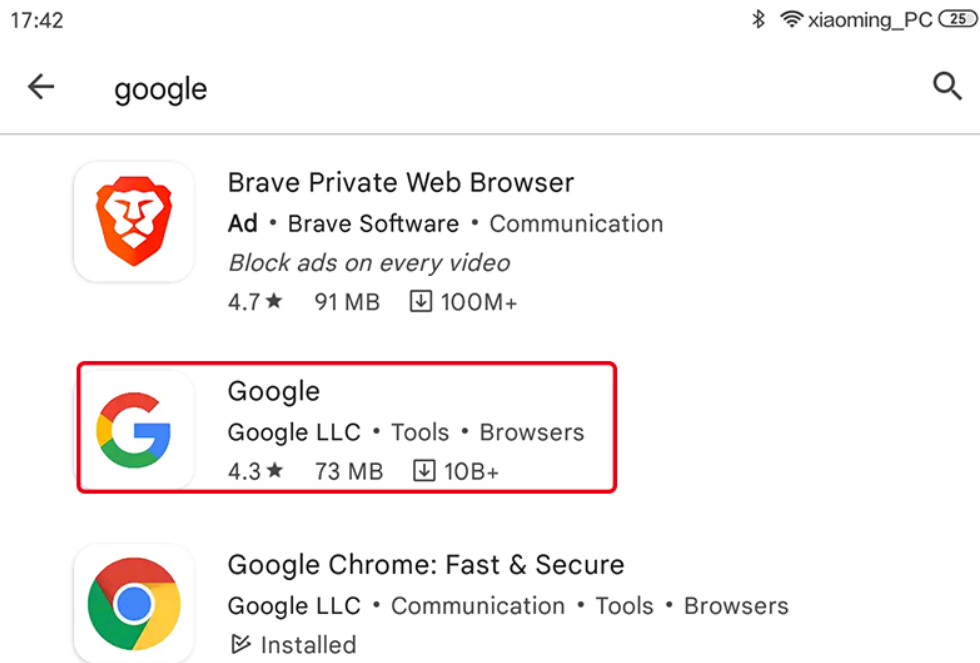 17:42 xiaoming_PC 25
google
Brave Private Web Browser
Ad • Brave Software • Communication
Block ads on every video
4.7★ 91 MB 100M+
Google
Google LLC • Tools • Browsers
4.3★ 73 MB 10B+
Google Chrome: Fast & Secure
Google LLC • Communication • Tools • Browsers
Installed